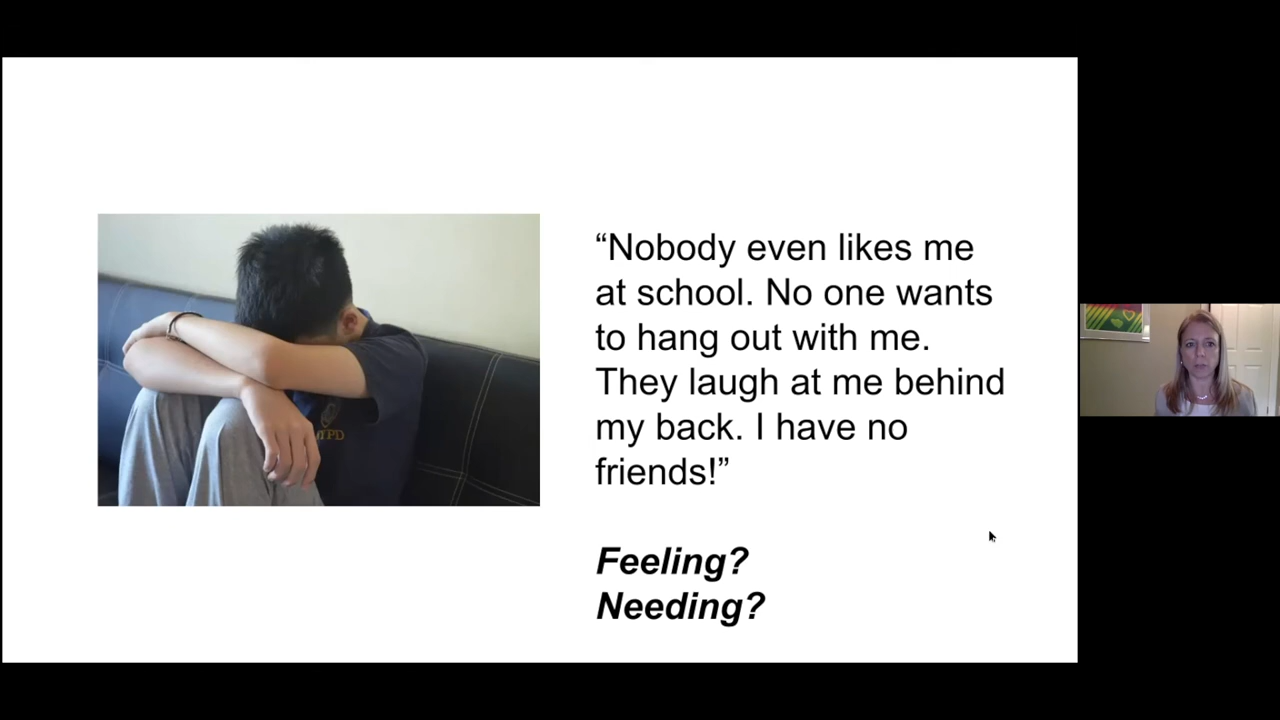 “Nobody even likes me
at school. No one wants
to hang out with me.
They laugh at me behind
my back. I have no
friends!”
Feeling?
Needing?